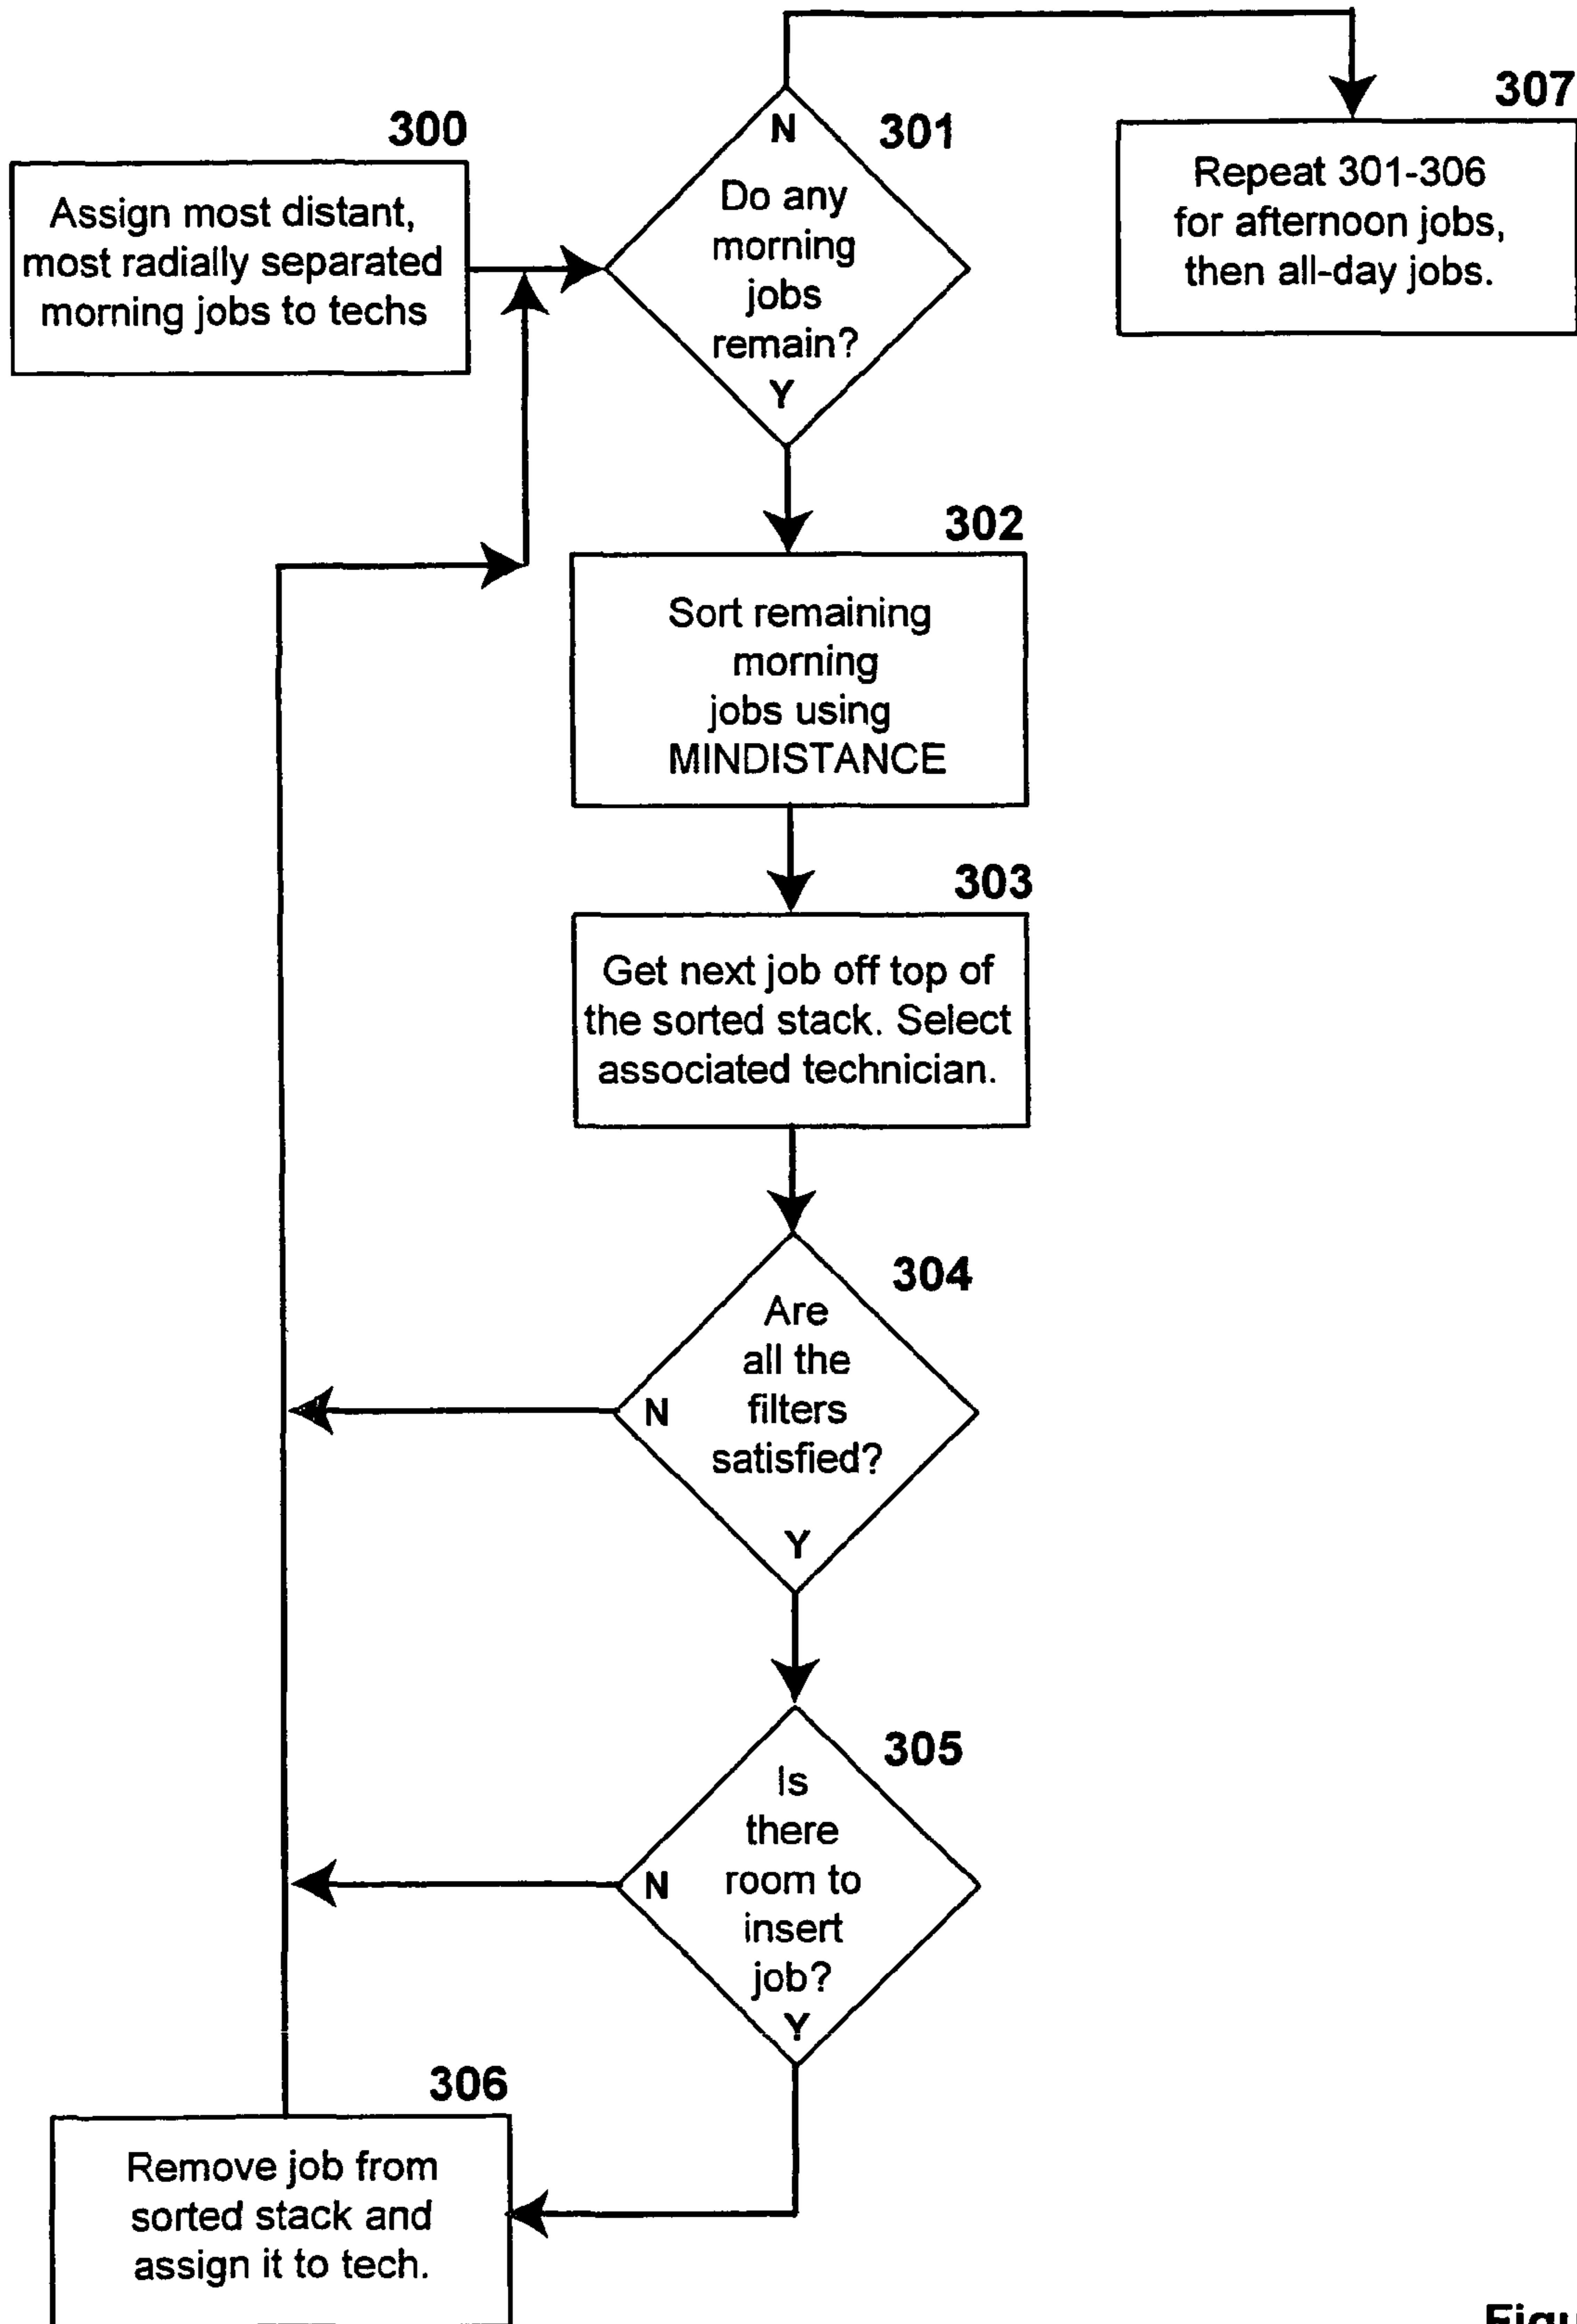 300
Assign most distant,
most radially separated
morning jobs to techs
301
N
Do any
morning
jobs
remain?
Y
307
Repeat 301-306
for afternoon jobs,
then all-day jobs.
302
Sort remaining
morning
jobs using
MINDISTANCE
303
Get next job off top of
the sorted stack. Select
associated technician.
304
Are
all the
filters
satisfied?
N
Y
305
Is
there
room to
insert
job?
N
Y
306
Remove job from
sorted stack and
assign it to tech.